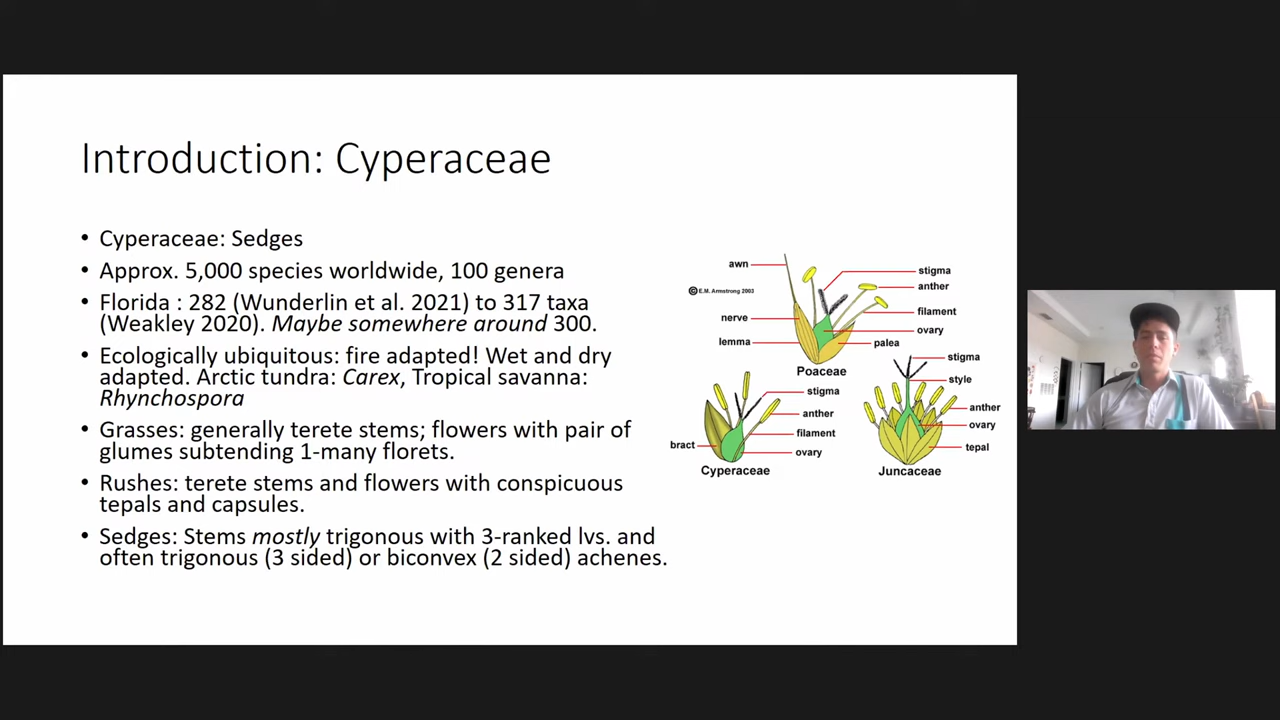 Introduction: Cyperaceae
• Cyperaceae: Sedges
• Approx. 5,000 species worldwide, 100 genera
• Florida : 282 (Wunderlin et al. 2021) to 317 taxa
(Weakley 2020). Maybe somewhere around 300.
• Ecologically ubiquitous: fire adapted! Wet and dry
adapted. Arctic tundra: Carex, Tropical savanna:
Rhynchospora
• Grasses: generally terete stems; flowers with pair of
glumes subtending 1-many florets.
• Rushes: terete stems and flowers with conspicuous
tepals and capsules.
• Sedges: Stems mostly trigonous with 3-ranked lvs. and
often trigonous (3 sided) or biconvex (2 sided) achenes.
awn
© E.M. Armstrong 2003
nerve
lemma
stigma
anther
filament
ovary
palea
Poaceae
stigma
anther
filament
ovary
bract
Cyperaceae
stigma
style
anther
ovary
tepal
Juncaceae